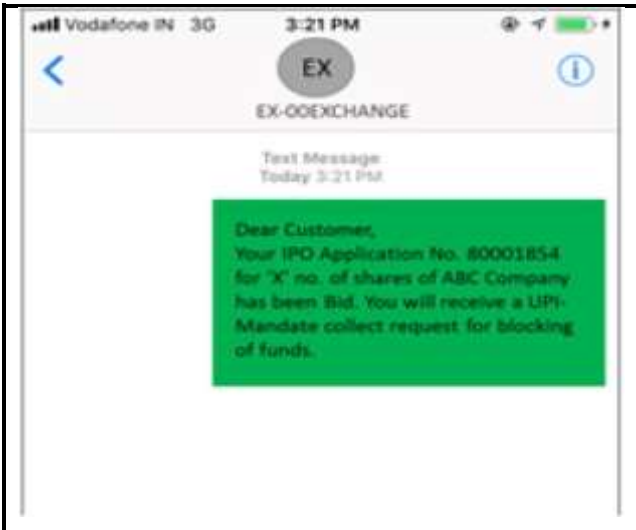 Vodafone IN 3G 3:21 PM
EX
EX-OOEXCHANGE
Text Message
Today 3:21 PM
Dear Customer,
Your IPO Application No. 80001854
for 'X' no. of shares of ABC Company
has been Bid. You will receive a UPI-
Mandate collect request for blocking
of funds.